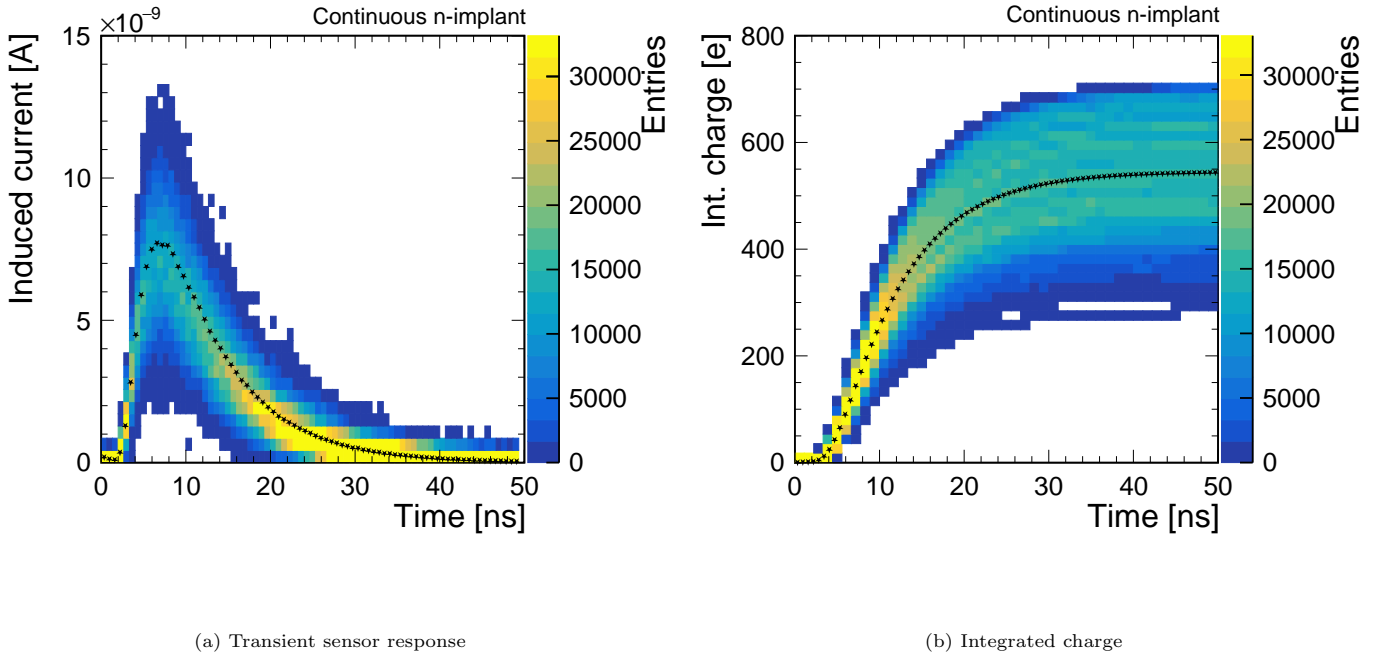 ×10⁻⁹
Continuous n-implant
Induced current [A]
15
10
5
0
0 10 20 30 40 50
Time [ns]
Entries
30000
25000
20000
15000
10000
5000
0
Continuous n-implant
Int. charge [e]
800
600
400
200
0
0 10 20 30 40 50
Time [ns]
Entries
30000
25000
20000
15000
10000
5000
0
(a) Transient sensor response
(b) Integrated charge